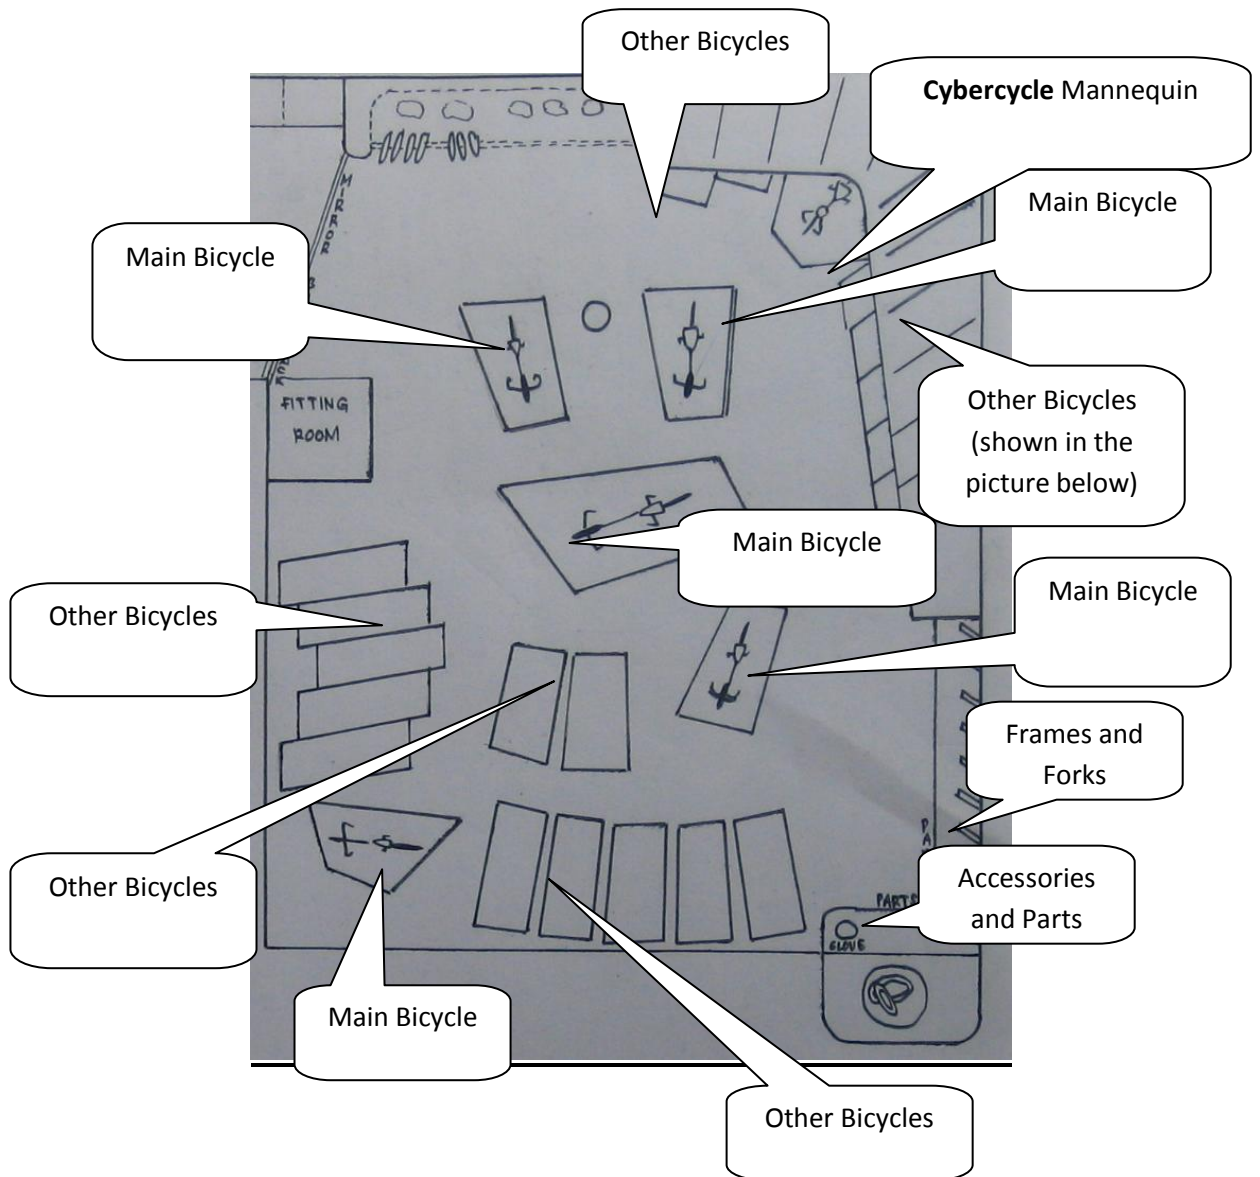 Other Bicycles
Cybercycle Mannequin
Main Bicycle
Main Bicycle
MIRROR
FITTING
ROOM
Other Bicycles
(shown in the
picture below)
Main Bicycle
Main Bicycle
Other Bicycles
Frames and
Forks
Other Bicycles
Accessories
and Parts
PARTS
GLOVE
Main Bicycle
Other Bicycles